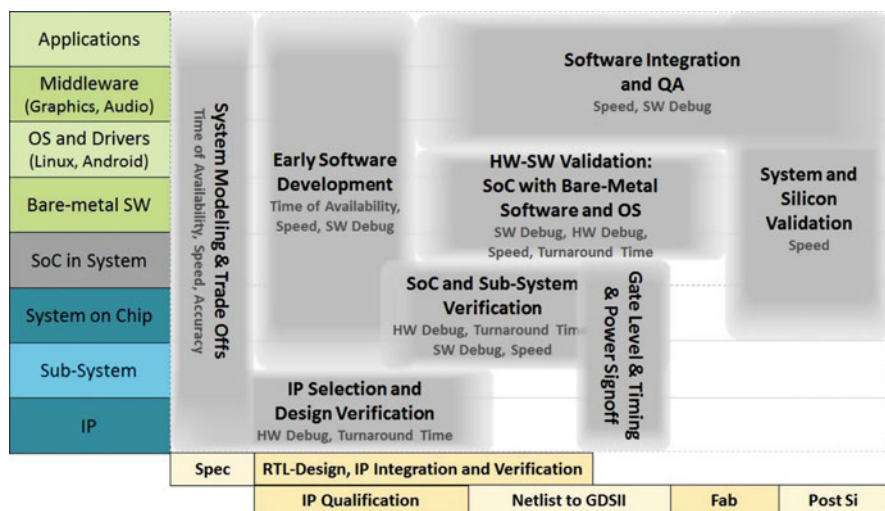 Applications
Middleware
(Graphics, Audio)
OS and Drivers
(Linux, Android)
Bare-metal SW
SoC in System
System on Chip
Sub-System
IP
System Modeling & Trade Offs
Time of Availability, Speed, Accuracy
Early Software
Development
Time of Availability,
Speed, SW Debug
Software Integration
and QA
Speed, SW Debug
HW-SW Validation:
SoC with Bare-Metal
Software and OS
SW Debug, HW Debug,
Speed, Turnaround Time
System and
Silicon
Validation
Speed
SoC and Sub-System
Verification
HW Debug, Turnaround Time
SW Debug, Speed
Gate Level & Timing
& Power Signoff
IP Selection and
Design Verification
HW Debug, Turnaround Time
Spec
RTL-Design, IP Integration and Verification
IP Qualification
Netlist to GDSII
Fab
Post Si